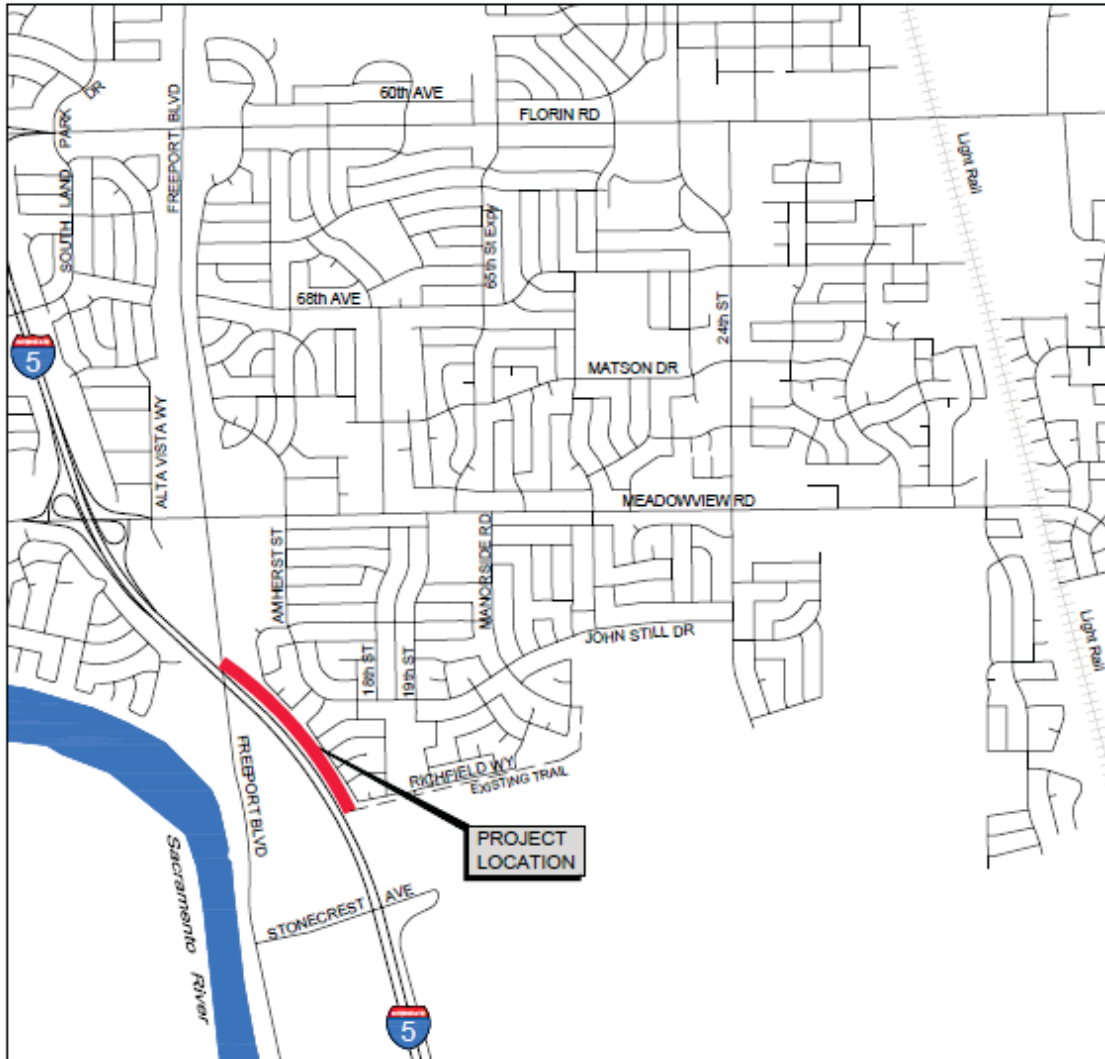 60th AVE
FLORIN RD
DR
SOUTH LAND PARK
FREEPORT BLVD
Light Rail
65th St Expy
68th AVE
24th ST
5
MATSON DR
ALTA VISTA WY
MEADOWVIEW RD
AMHERST ST
MANORSIDE RD
JOHN STILL DR
18th ST
19th ST
Light Rail
FREEPORT BLVD
RICHFIELD WY
EXISTING TRAIL
PROJECT
LOCATION
Sacramento River
STONECREST AVE
5